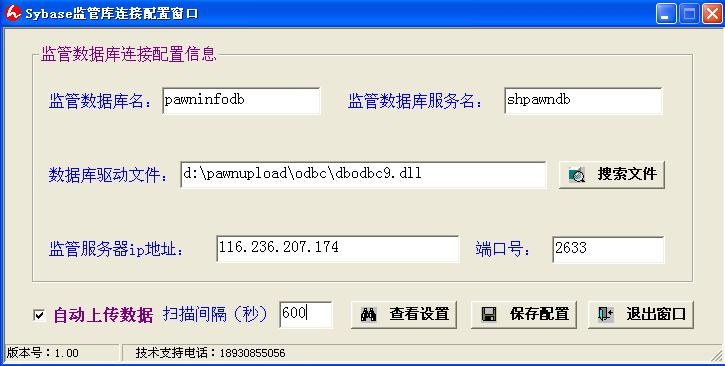 Sybase监管库连接配置窗口
监管数据库连接配置信息
监管数据库名： pawninfodb 监管数据库服务名： shpawndb
数据库驱动文件： d:\pawnupload\odbc\dbodbc9.dll 搜索文件
监管服务器ip地址： 116.236.207.174 端口号： 2633
自动上传数据 扫描间隔（秒） 600 查看设置 保存配置 退出窗口
版本号：1.00 技术支持电话：18930855056